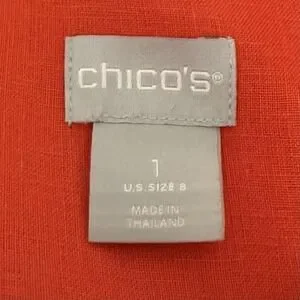 chico's®
1
U.S. SIZE 8
MADE IN
THAILAND